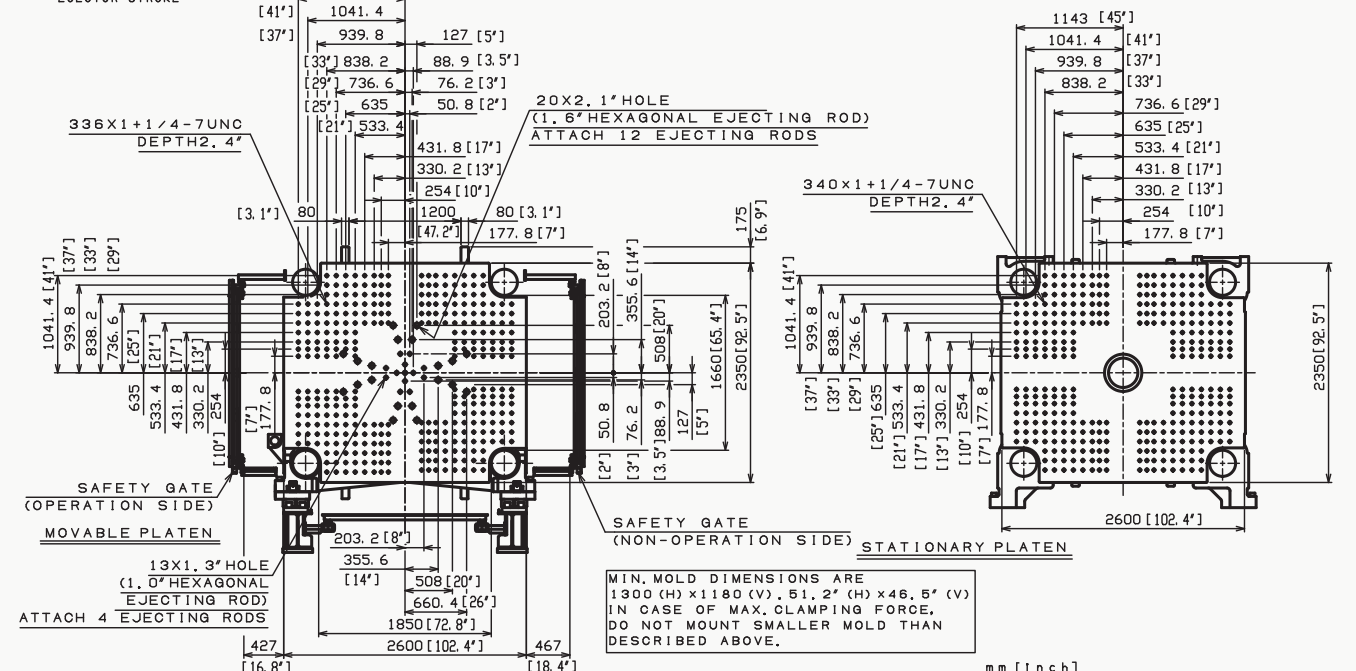 [41"] 1041.4
[37"] 939.8 127 [5"]
[33"] 838.2 88.9 [3.5"]
[29"] 736.6 76.2 [3"]
[25"] 635 50.8 [2"]
[21"] 533.4
431.8 [17"]
330.2 [13"]
254 [10"]
[3.1"] 80 1200 80 [3.1"]
[47.2"] 177.8 [7"]
336X1+1/4-7UNC
DEPTH2.4"
20X2.1"HOLE
(1.6"HEXAGONAL EJECTING ROD)
ATTACH 12 EJECTING RODS
175
[6.9"]
1041.4 [41"]
939.8
[37"]
838.2
[33"]
736.6
[29"]
635
[25"]
533.4
[21"]
431.8
[17"]
330.2
[13"]
254
[10"]
177.8
[7"]
203.2 [8"]
355.6 [14"]
508 [20"]
1660 [65.4"]
2350 [92.5"]
50.8
[2"]
76.2
[3"]
88.9
[3.5"]
127
[5"]
SAFETY GATE
(OPERATION SIDE)
MOVABLE PLATEN
13X1.3"HOLE
(1.0"HEXAGONAL
EJECTING ROD)
ATTACH 4 EJECTING RODS
203.2 [8"]
355.6
[14"]
508 [20"]
660.4 [26"]
1850 [72.8"]
427 2600 [102.4"] 467
[16.8"] [18.4"]
SAFETY GATE
(NON-OPERATION SIDE)
1143 [45"]
1041.4 [41"]
939.8 [37"]
838.2 [33"]
736.6 [29"]
635 [25"]
533.4 [21"]
431.8 [17"]
330.2 [13"]
254 [10"]
177.8 [7"]
340X1+1/4-7UNC
DEPTH2.4"
1041.4 [41"]
939.8
[37"]
838.2
[33"]
736.6
[29"]
[25"] 635
533.4
[21"]
431.8
[17"]
330.2
[13"]
254
[10"]
177.8
[7"]
2350 [92.5"]
2600 [102.4"]
STATIONARY PLATEN
MIN. MOLD DIMENSIONS ARE
1300 (H) ×1180 (V). 51.2" (H) ×46.5" (V)
IN CASE OF MAX. CLAMPING FORCE,
DO NOT MOUNT SMALLER MOLD THAN
DESCRIBED ABOVE.
mm [inch]